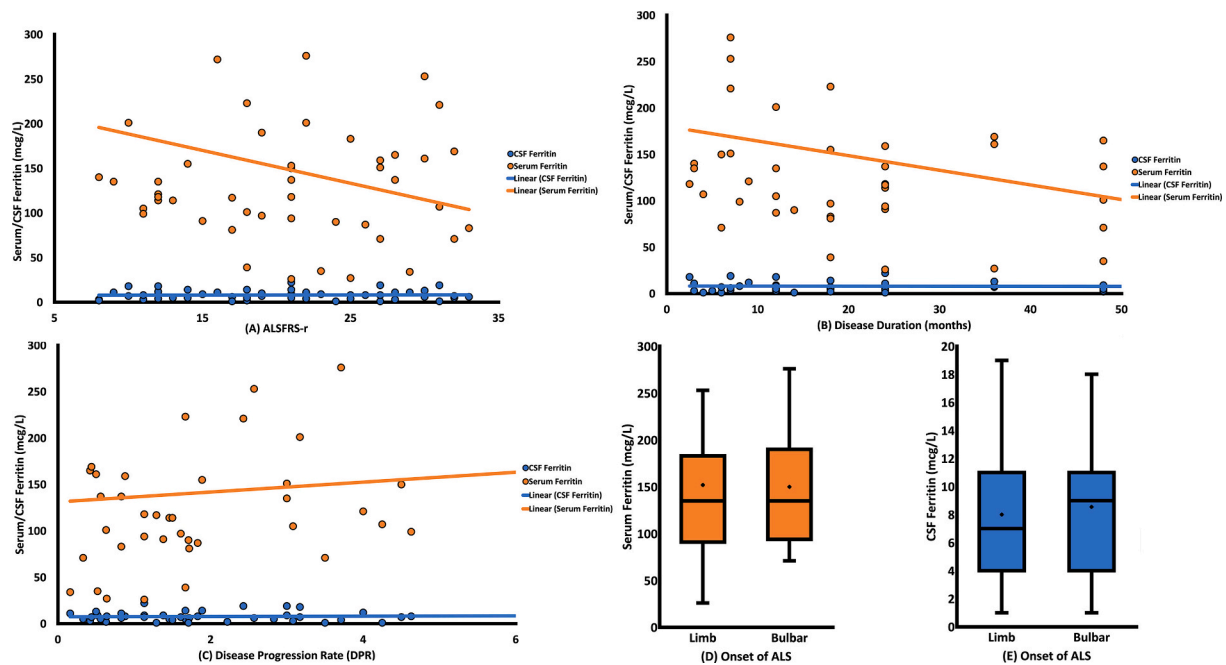 Serum/CSF Ferritin (mcg/L)
300
250
200
150
100
50
0
5
15
25
35
(A) ALSFRS-r
CSF Ferritin
Serum Ferritin
Linear (CSF Ferritin)
Linear (Serum Ferritin)
Serum/CSF Ferritin (mcg/L)
300
250
200
150
100
50
0
0
10
20
30
40
50
(B) Disease Duration (months)
CSF Ferritin
Serum Ferritin
Linear (CSF Ferritin)
Linear (Serum Ferritin)
Serum/CSF Ferritin (mcg/L)
300
250
200
150
100
50
0
0
2
4
6
(C) Disease Progression Rate (DPR)
CSF Ferritin
Serum Ferritin
Linear (CSF Ferritin)
Linear (Serum Ferritin)
Serum Ferritin (mcg/L)
300
250
200
150
100
50
0
Limb
Bulbar
(D) Onset of ALS
CSF Ferritin (mcg/L)
20
18
16
14
12
10
8
6
4
2
0
Limb
Bulbar
(E) Onset of ALS